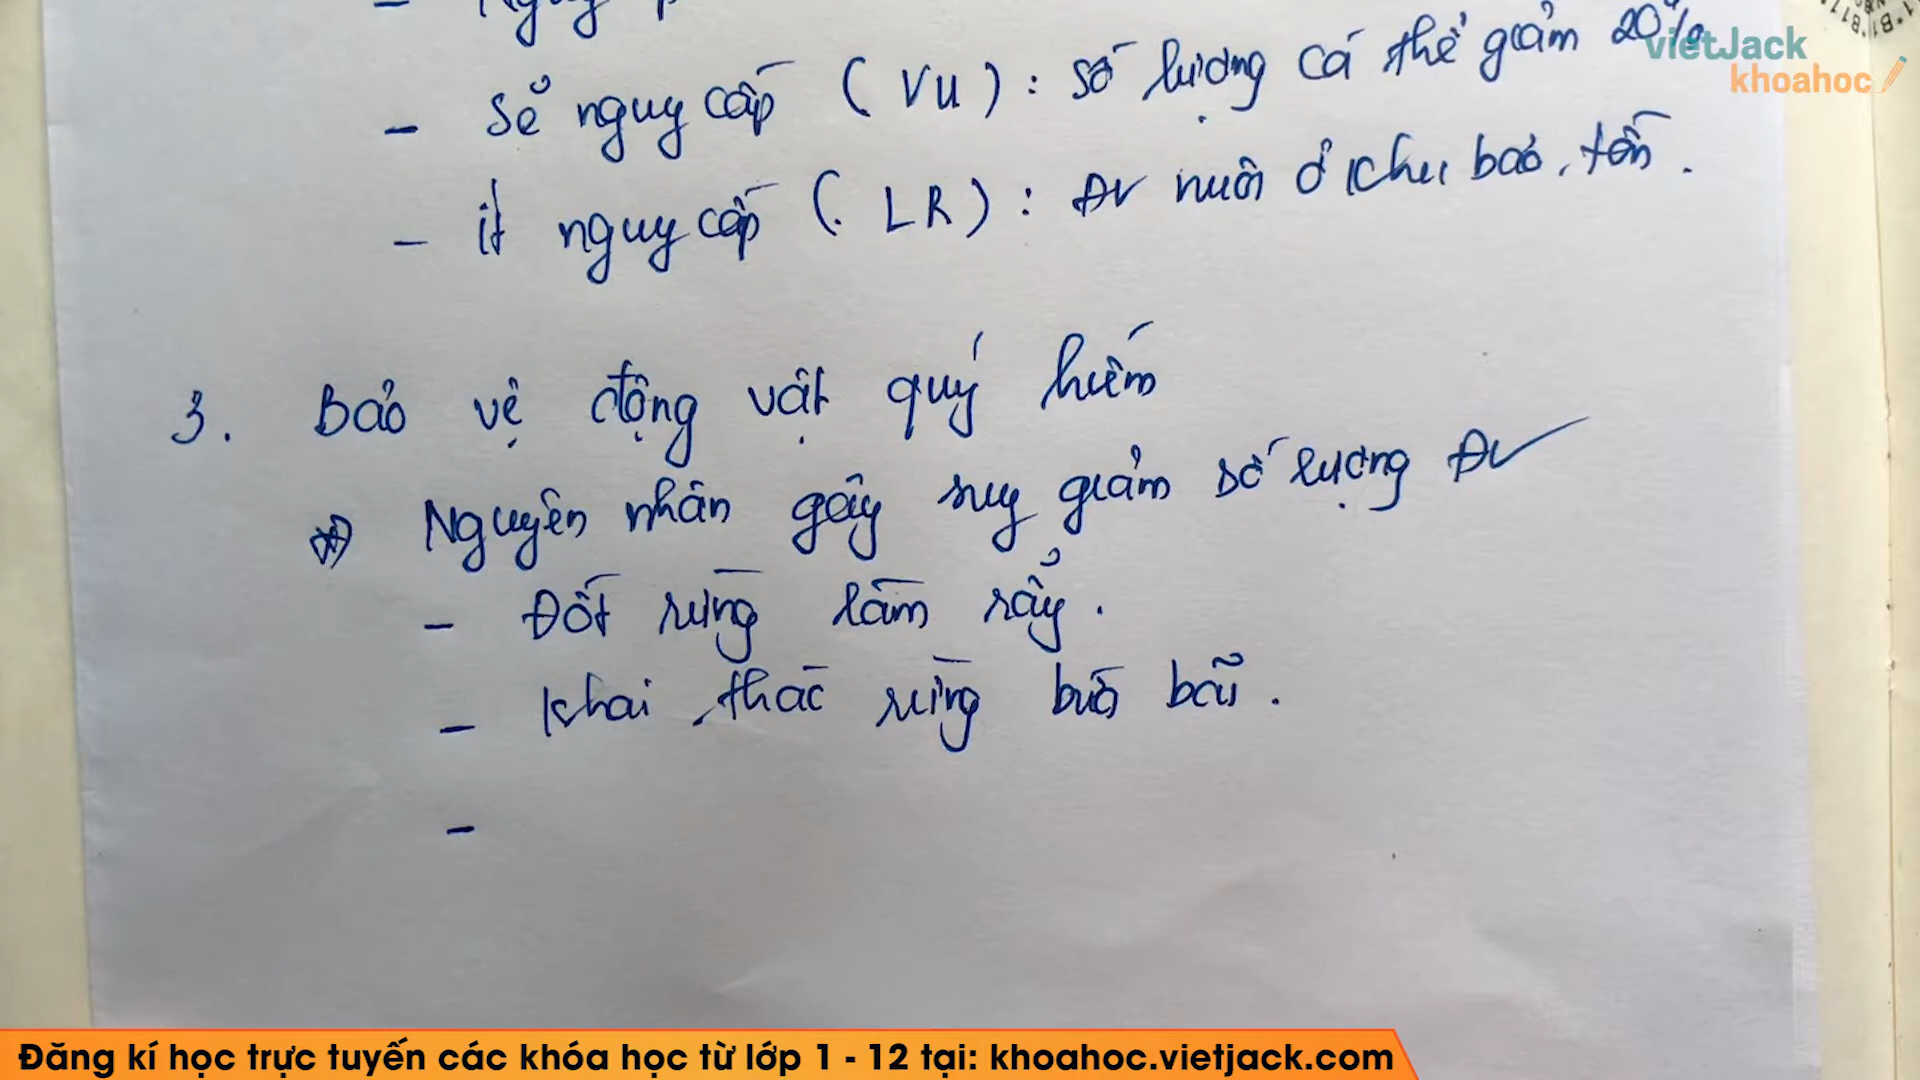 - Nguy
- Sẽ nguy cấp (VU): Số lượng cá thể giảm 20%
- ít nguy cấp (LR): ĐV nuôi ở khu bảo tồn.
3. Bảo vệ động vật quý hiếm
Nguyên nhân gây suy giảm số lượng ĐV
- Đốt rừng làm rẫy.
- Khai thác rừng bừa bãi.
-
vietJack
khoahoc
Đăng kí học trực tuyến các khóa học từ lớp 1 - 12 tại: khoahoc.vietjack.com